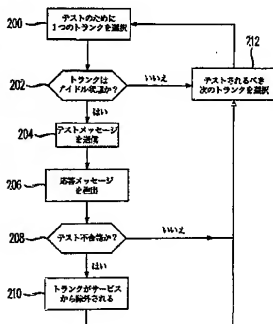 200
テストのために
1つのトランクを選択
212
202
トランクは
アイドル状態か?
いいえ
テストされるべき
次のトランクを選択
はい
204
テストメッセージ
を送信
206
応答メッセージ
を検出
208
テスト不合格か?
いいえ
はい
210
トランクがサービス
から除外される